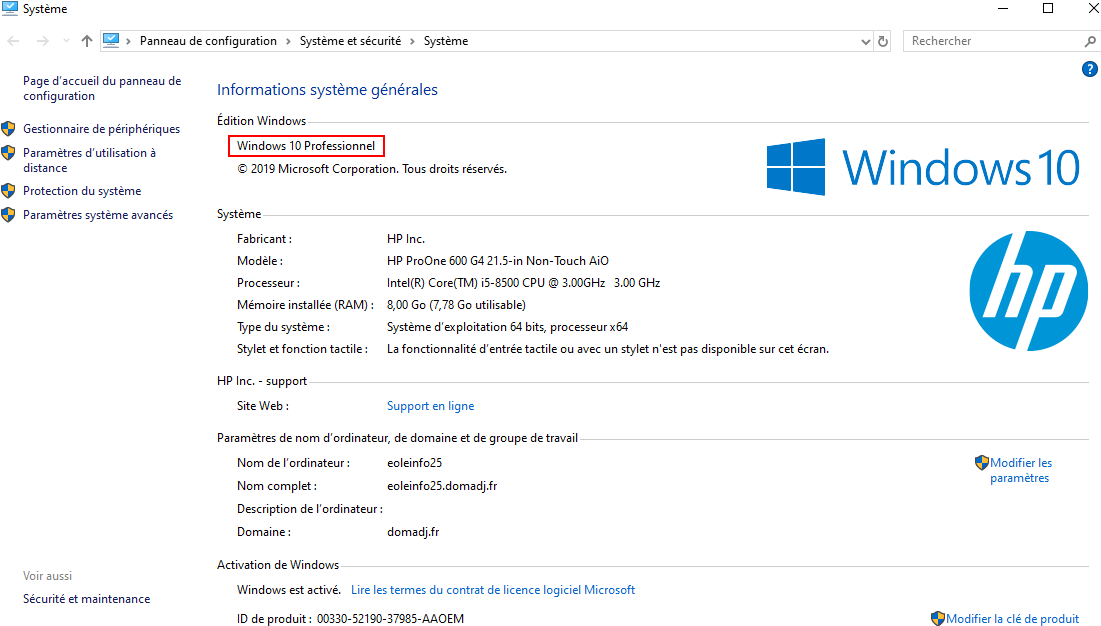 Système
Panneau de configuration > Système et sécurité > Système
Rechercher
Page d'accueil du panneau de
configuration
Gestionnaire de périphériques
Paramètres d'utilisation à
distance
Protection du système
Paramètres système avancés
Voir aussi
Sécurité et maintenance
?
Informations système générales
Édition Windows
Windows 10 Professionnel
© 2019 Microsoft Corporation. Tous droits réservés.
Windows 10
Système
Fabricant : HP Inc.
Modèle : HP ProOne 600 G4 21.5-in Non-Touch AiO
Processeur : Intel(R) Core(TM) i5-8500 CPU @ 3.00GHz 3.00 GHz
Mémoire installée (RAM) : 8,00 Go (7,78 Go utilisable)
Type du système : Système d'exploitation 64 bits, processeur x64
Stylet et fonction tactile : La fonctionnalité d'entrée tactile ou avec un stylet n'est pas disponible sur cet écran.
hp
HP Inc. - support
Site Web : Support en ligne
Paramètres de nom d'ordinateur, de domaine et de groupe de travail
Nom de l'ordinateur : eoleinfo25
Modifier les
paramètres
Nom complet : eoleinfo25.domadj.fr
Description de l'ordinateur :
Domaine : domadj.fr
Activation de Windows
Windows est activé. Lire les termes du contrat de licence logiciel Microsoft
ID de produit : 00330-52190-37985-AAOEM
Modifier la clé de produit